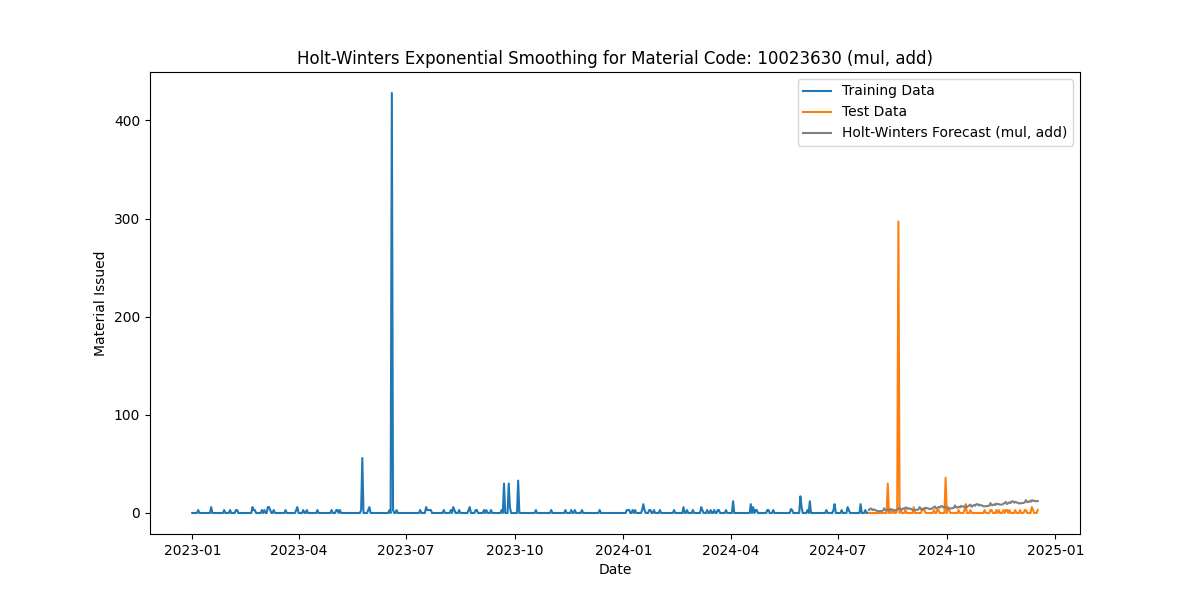 Holt-Winters Exponential Smoothing for Material Code: 10023630 (mul, add)
Training Data
Test Data
Holt-Winters Forecast (mul, add)
Material Issued
400
300
200
100
0
2023-01 2023-04 2023-07 2023-10 2024-01 2024-04 2024-07 2024-10 2025-01
Date